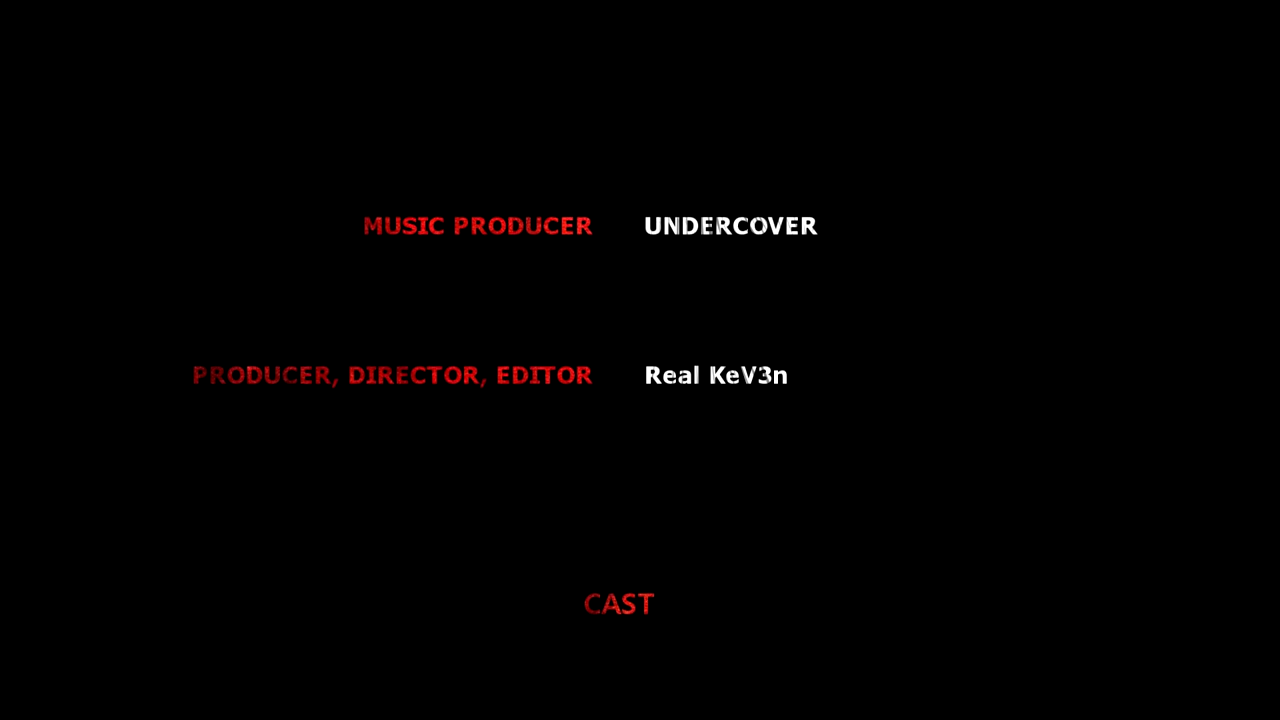 MUSIC PRODUCER UNDERCOVER
PRODUCER, DIRECTOR, EDITOR Real KeV3n
CAST